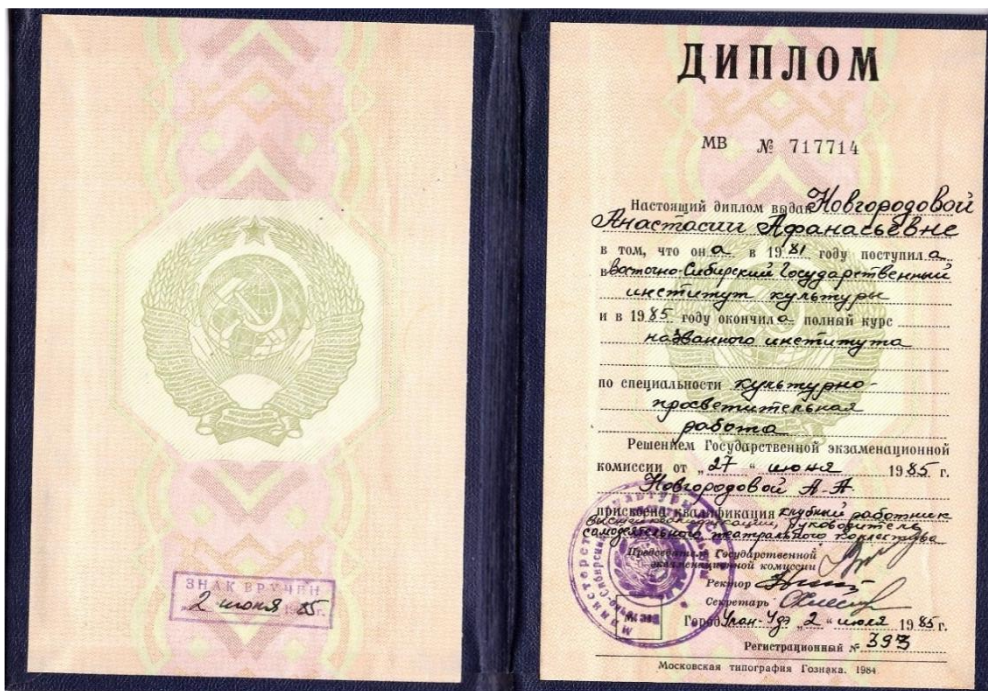 ЗНАК ВРУЧЕН
2 июля 1985.
ДИПЛОМ
МВ № 717714
Настоящий диплом выдан Новгородовой
Анастасии Афанасьевне
в том, что она в 1981 году поступила
в Восточно-Сибирский Государственный
институт культуры
и в 1985 году окончила полный курс
названного института
по специальности культурно-
просветительная
работа
Решением Государственной экзаменационной
комиссии от „27“ июня 1985 г.
Новгородовой А.А
присвоена квалификация клубный работник
высшей квалификации, руководитель
самодеятельного театрального коллектива
Председатель Государственной
экзаменационной комиссии
Ректор
Секретарь
Город Улан-Удэ „2“ июля 1985 г.
Регистрационный № 393
Московская типография Гознака. 1984.